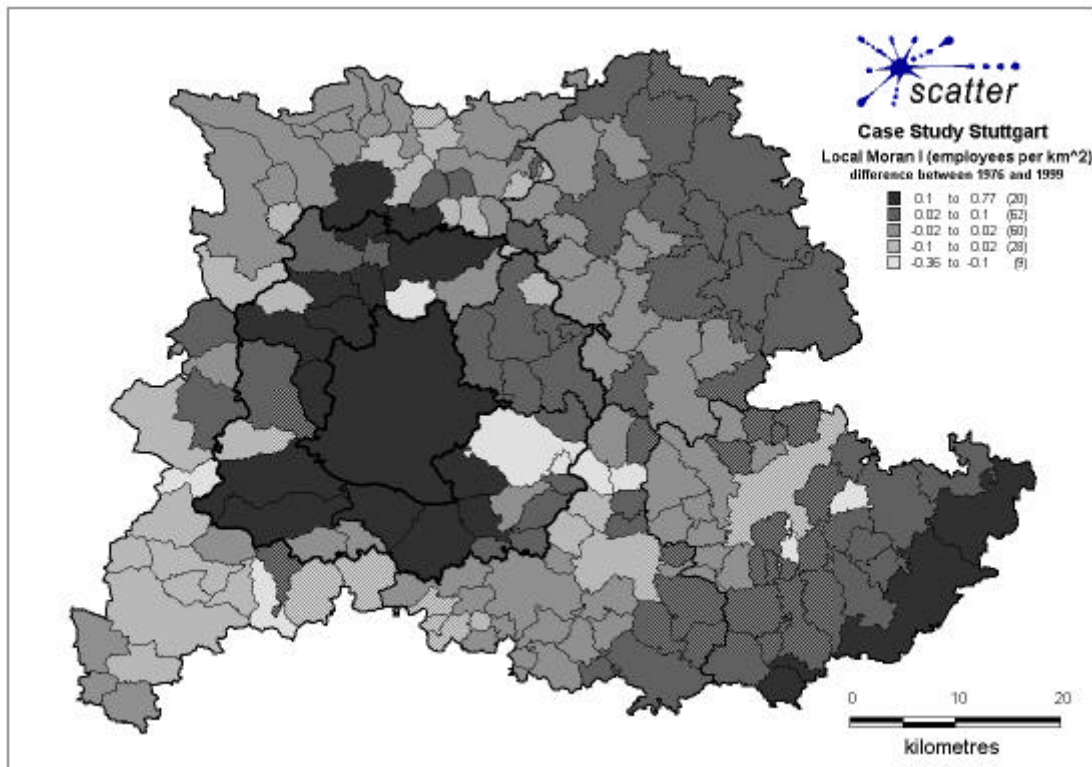 scatter
Case Study Stuttgart
Local Moran I (employees per km^2)
difference between 1976 and 1999
0.1 to 0.77 (20)
0.02 to 0.1 (62)
-0.02 to 0.02 (60)
-0.1 to 0.02 (28)
-0.36 to -0.1 (9)
0 10 20
kilometres